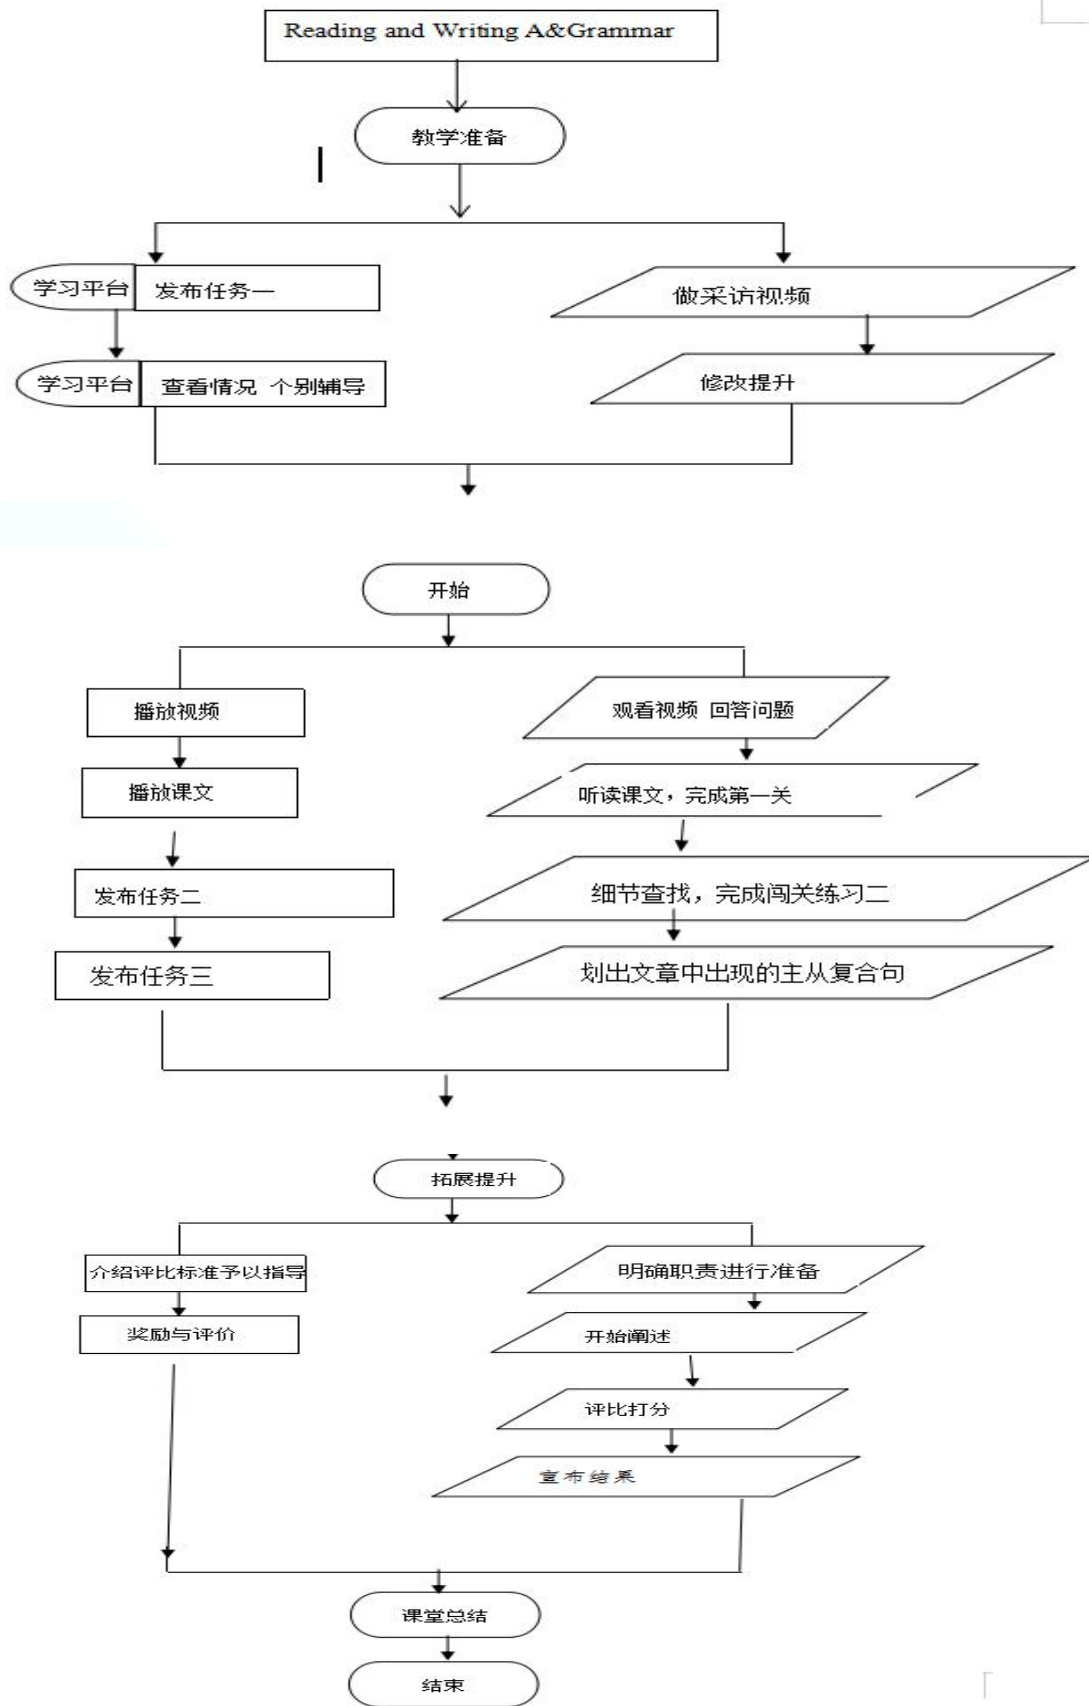 Reading and Writing A&Grammar
教学准备
学习平台 发布任务一
做采访视频
学习平台 查看情况 个别辅导
修改提升
开始
播放视频
观看视频 回答问题
播放课文
听读课文，完成第一关
发布任务二
细节查找，完成闯关练习二
发布任务三
划出文章中出现的主从复合句
拓展提升
介绍评比标准予以指导
明确职责进行准备
奖励与评价
开始阐述
评比打分
宣布结果
课堂总结
结束